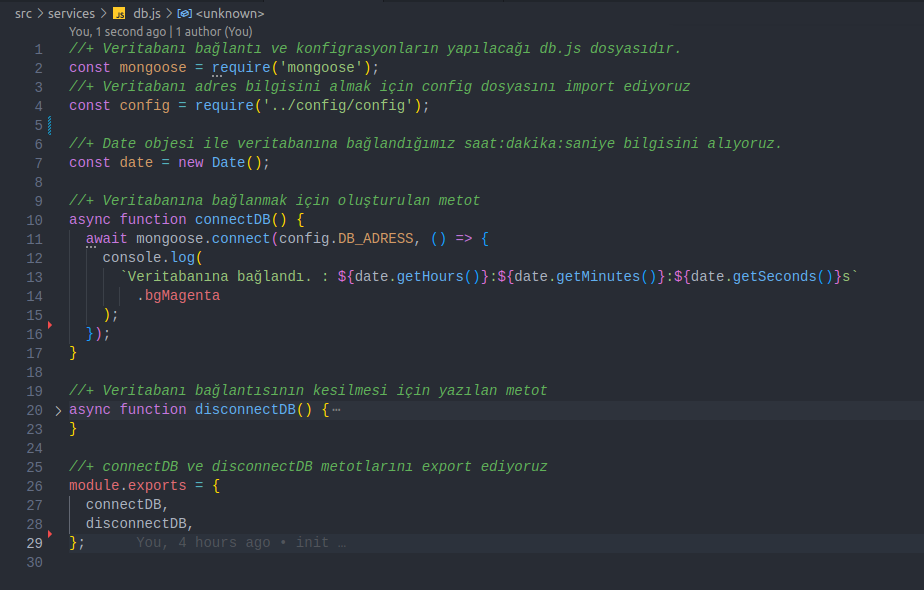 src > services > JS db.js > <unknown>
You, 1 second ago | 1 author (You)
1 //+ Veritabanı bağlantı ve konfigrasyonların yapılacağı db.js dosyasıdır.
2 const mongoose = require('mongoose');
3 //+ Veritabanı adres bilgisini almak için config dosyasını import ediyoruz
4 const config = require('../config/config');
5
6 //+ Date objesi ile veritabanına bağlandığımız saat:dakika:saniye bilgisini alıyoruz.
7 const date = new Date();
8
9 //+ Veritabanına bağlanmak için oluşturulan metot
10 async function connectDB() {
11   await mongoose.connect(config.DB_ADRESS, () => {
12     console.log(
13       `Veritabanına bağlandı. : ${date.getHours()}:${date.getMinutes()}:${date.getSeconds()}s`
14         .bgMagenta
15     );
16   });
17 }
18
19 //+ Veritabanı bağlantısının kesilmesi için yazılan metot
20 > async function disconnectDB() {⋯
23 }
24
25 //+ connectDB ve disconnectDB metotlarını export ediyoruz
26 module.exports = {
27   connectDB,
28   disconnectDB,
29 };      You, 4 hours ago • init …
30